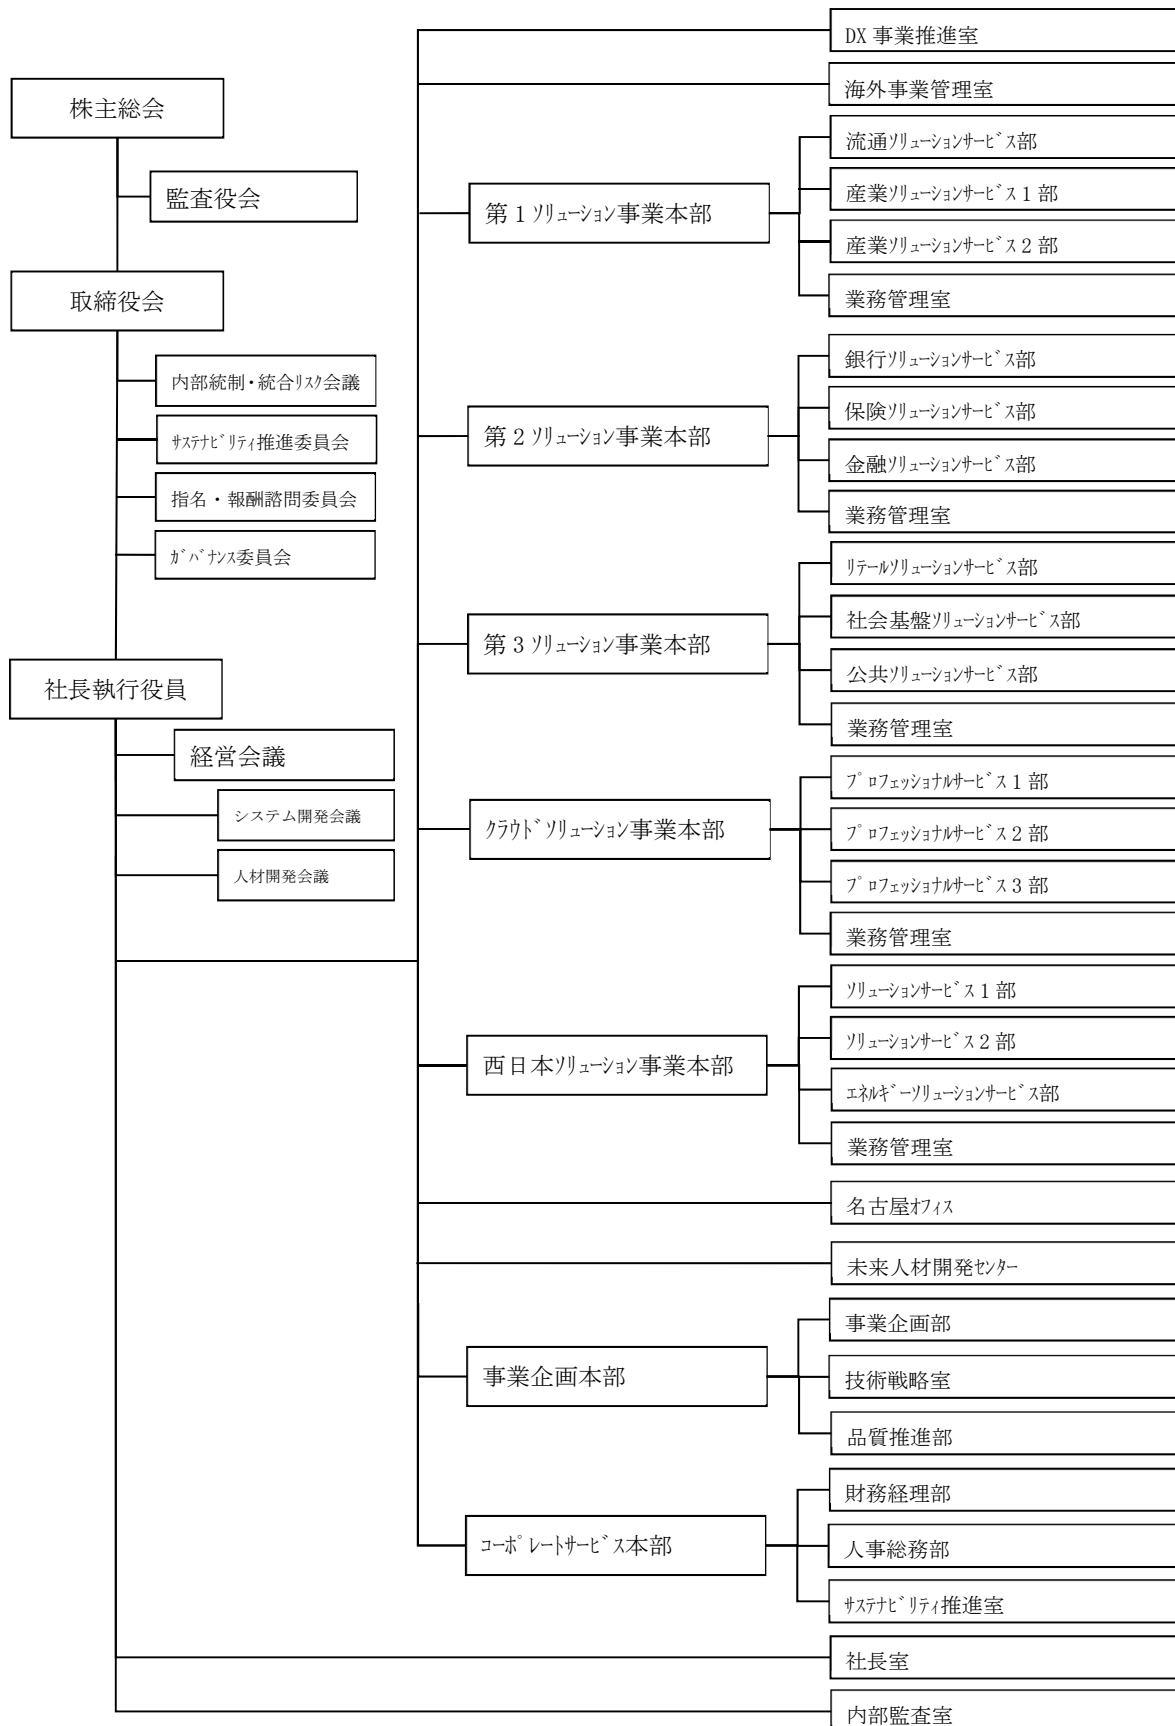 株主総会
監査役会
取締役会
内部統制・統合ﾘｽｸ会議
ｻｽﾃﾅﾋﾞﾘﾃｨ推進委員会
指名・報酬諮問委員会
ｶﾞﾊﾞﾅﾝｽ委員会
社長執行役員
経営会議
システム開発会議
人材開発会議
DX 事業推進室
海外事業管理室
第１ｿﾘｭｰｼｮﾝ事業本部
流通ｿﾘｭｰｼｮﾝｻｰﾋﾞｽ部
産業ｿﾘｭｰｼｮﾝｻｰﾋﾞｽ１部
産業ｿﾘｭｰｼｮﾝｻｰﾋﾞｽ２部
業務管理室
第２ｿﾘｭｰｼｮﾝ事業本部
銀行ｿﾘｭｰｼｮﾝｻｰﾋﾞｽ部
保険ｿﾘｭｰｼｮﾝｻｰﾋﾞｽ部
金融ｿﾘｭｰｼｮﾝｻｰﾋﾞｽ部
業務管理室
第３ｿﾘｭｰｼｮﾝ事業本部
ﾘﾃｰﾙｿﾘｭｰｼｮﾝｻｰﾋﾞｽ部
社会基盤ｿﾘｭｰｼｮﾝｻｰﾋﾞｽ部
公共ｿﾘｭｰｼｮﾝｻｰﾋﾞｽ部
業務管理室
ｸﾗｳﾄﾞｿﾘｭｰｼｮﾝ事業本部
ﾌﾟﾛﾌｪｯｼｮﾅﾙｻｰﾋﾞｽ１部
ﾌﾟﾛﾌｪｯｼｮﾅﾙｻｰﾋﾞｽ２部
ﾌﾟﾛﾌｪｯｼｮﾅﾙｻｰﾋﾞｽ３部
業務管理室
西日本ｿﾘｭｰｼｮﾝ事業本部
ｿﾘｭｰｼｮﾝｻｰﾋﾞｽ１部
ｿﾘｭｰｼｮﾝｻｰﾋﾞｽ２部
ｴﾈﾙｷﾞｰｿﾘｭｰｼｮﾝｻｰﾋﾞｽ部
業務管理室
名古屋ｵﾌｨｽ
未来人材開発ｾﾝﾀｰ
事業企画本部
事業企画部
技術戦略室
品質推進部
ｺｰﾎﾟﾚｰﾄｻｰﾋﾞｽ本部
財務経理部
人事総務部
ｻｽﾃﾅﾋﾞﾘﾃｨ推進室
社長室
内部監査室